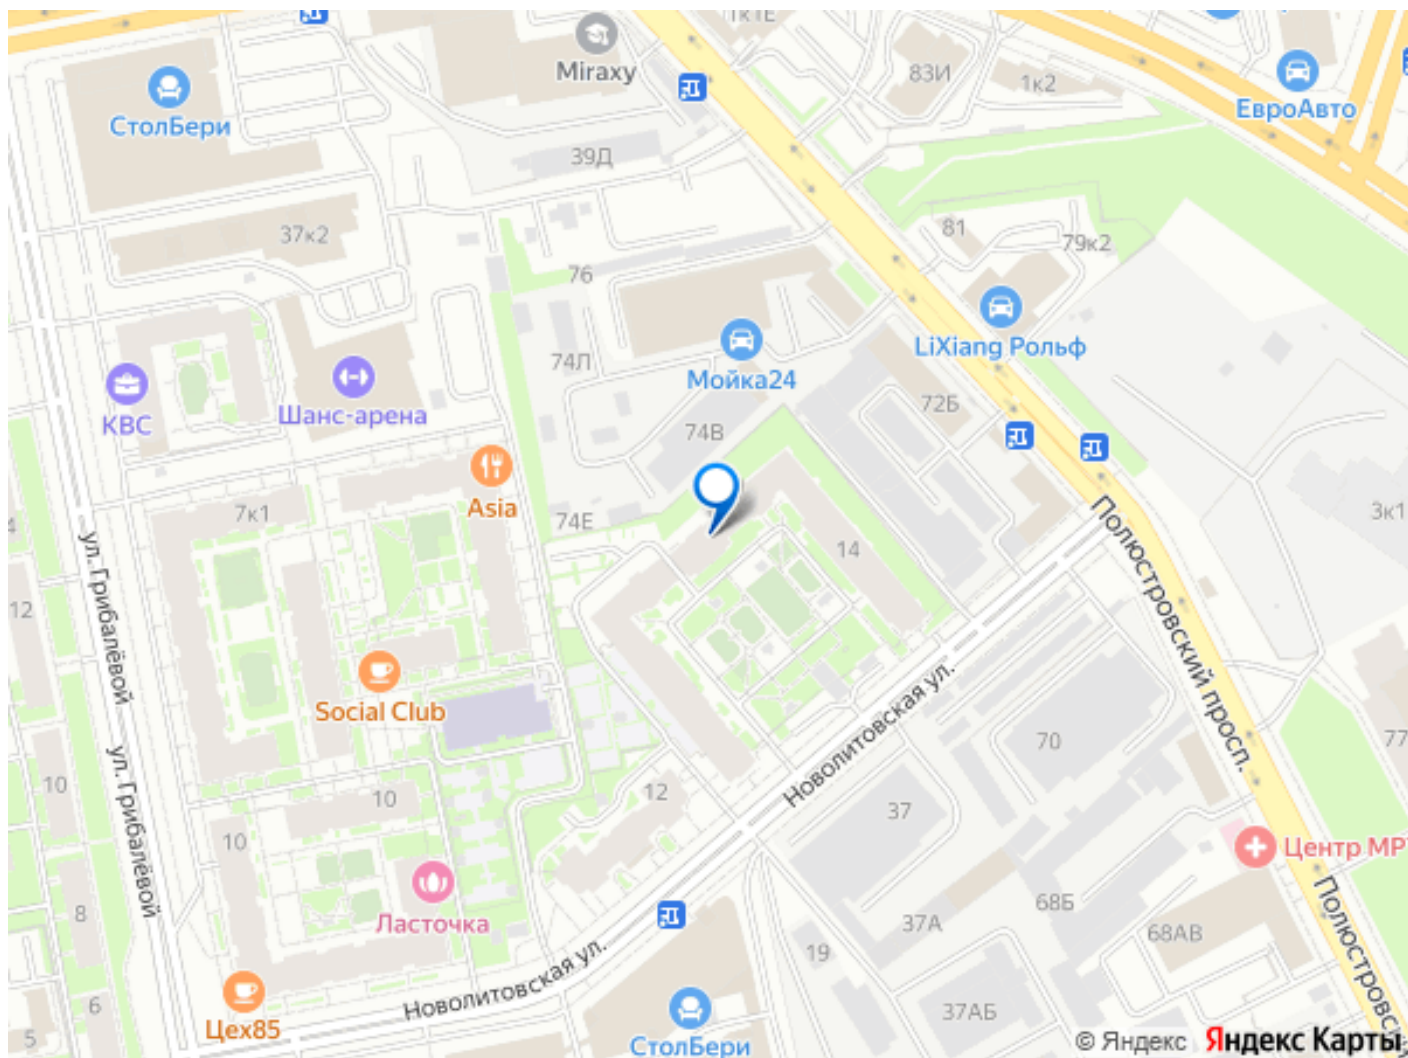 1к1Е
Miraxy
83И
1к2
ЕвроАвто
СтолБери
39Д
37к2
81
79к2
76
LiXiang Рольф
Мойка24
74Л
КВС
Шанс-арена
72Б
74В
Asia
7к1
74Е
14
3к1
ул. Грибалёвой
12
Полюстровский просп.
Social Club
Новолитовская ул.
70
77
ул. Грибалёвой
10
10
12
37
10
Центр МР
Ласточка
8
37А
68Б
68АВ
Полюстровс
19
Новолитовская ул.
6
Цех85
5
37АБ
СтолБери
© Яндекс Яндекс Карты